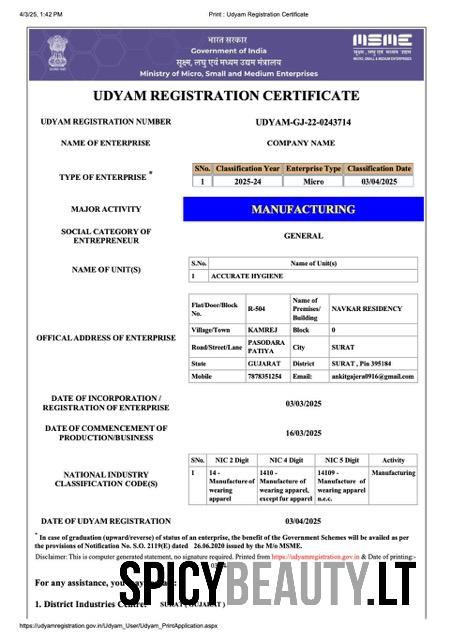 4/3/25, 1:42 PM Print : Udyam Registration Certificate
भारत सरकार
Government of India
सूक्ष्म, लघु एवं मध्यम उद्यम मंत्रालय
Ministry of Micro, Small and Medium Enterprises
MSME
सूक्ष्म, लघु एवं मध्यम उद्यम
MICRO, SMALL & MEDIUM ENTERPRISES
UDYAM REGISTRATION CERTIFICATE
UDYAM REGISTRATION NUMBER UDYAM-GJ-22-0243714
NAME OF ENTERPRISE COMPANY NAME
TYPE OF ENTERPRISE *
SNo. Classification Year Enterprise Type Classification Date
1 2025-24 Micro 03/04/2025
MAJOR ACTIVITY MANUFACTURING
SOCIAL CATEGORY OF ENTREPRENEUR GENERAL
NAME OF UNIT(S)
S.No. Name of Unit(s)
1 ACCURATE HYGIENE
OFFICAL ADDRESS OF ENTERPRISE
Flat/Door/Block No. R-504 Name of Premises/ Building NAVKAR RESIDENCY
Village/Town KAMREJ Block 0
Road/Street/Lane PASODARA PATIYA City SURAT
State GUJARAT District SURAT , Pin 395184
Mobile 7878351254 Email: ankitgajera0916@gmail.com
DATE OF INCORPORATION / REGISTRATION OF ENTERPRISE 03/03/2025
DATE OF COMMENCEMENT OF PRODUCTION/BUSINESS 16/03/2025
NATIONAL INDUSTRY CLASSIFICATION CODE(S)
SNo. NIC 2 Digit NIC 4 Digit NIC 5 Digit Activity
1 14 - Manufacture of wearing apparel 1410 - Manufacture of wearing apparel, except fur apparel 14109 - Manufacture of wearing apparel n.e.c. Manufacturing
DATE OF UDYAM REGISTRATION 03/04/2025
* In case of graduation (upward/reverse) of status of an enterprise, the benefit of the Government Schemes will be availed as per
the provisions of Notification No. S.O. 2119(E) dated 26.06.2020 issued by the M/o MSME.
Disclaimer: This is computer generated statement, no signature required. Printed from https://udyamregistration.gov.in & Date of printing:-
For any assistance, you may
SPICYBEAUTY.LT
1. District Industries Centre: SURAT ( GUJARAT )
https://udyamregistration.gov.in/Udyam_User/Udyam_PrintApplication.aspx